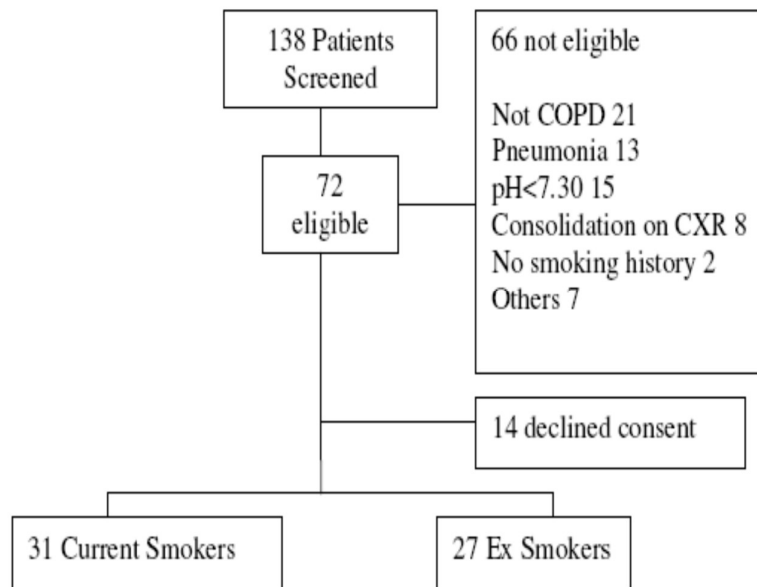 138 Patients
Screened
66 not eligible
Not COPD 21
Pneumonia 13
pH<7.30 15
Consolidation on CXR 8
No smoking history 2
Others 7
72
eligible
14 declined consent
31 Current Smokers
27 Ex Smokers